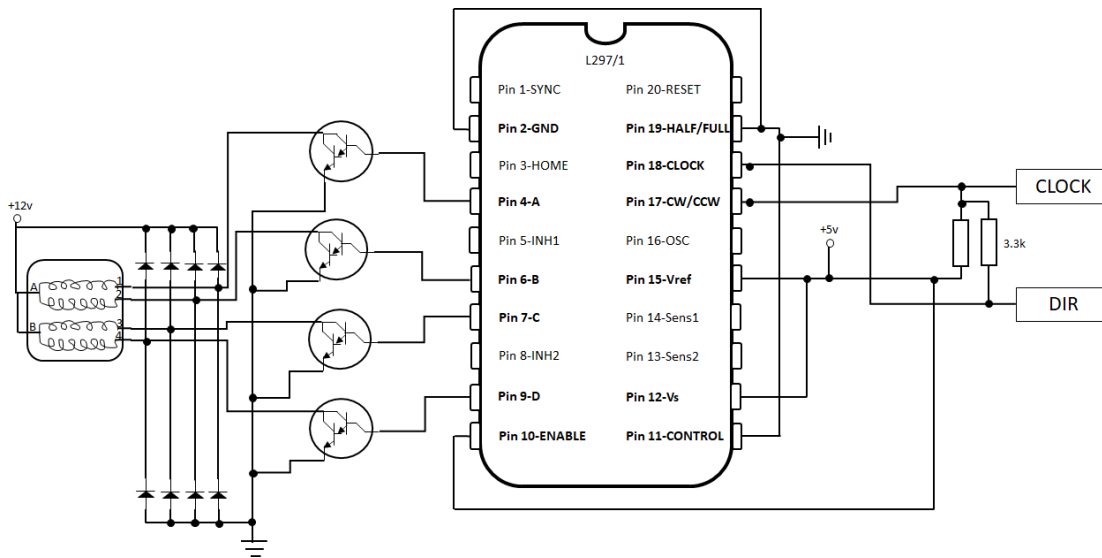 L297/1
Pin 1-SYNC
Pin 20-RESET
Pin 2-GND
Pin 19-HALF/FULL
Pin 3-HOME
Pin 18-CLOCK
Pin 4-A
Pin 17-CW/CCW
Pin 5-INH1
Pin 16-OSC
Pin 6-B
Pin 15-Vref
Pin 7-C
Pin 14-Sens1
Pin 8-INH2
Pin 13-Sens2
Pin 9-D
Pin 12-Vs
Pin 10-ENABLE
Pin 11-CONTROL
+12v
A
1
2
B
3
4
+5v
CLOCK
3.3k
DIR